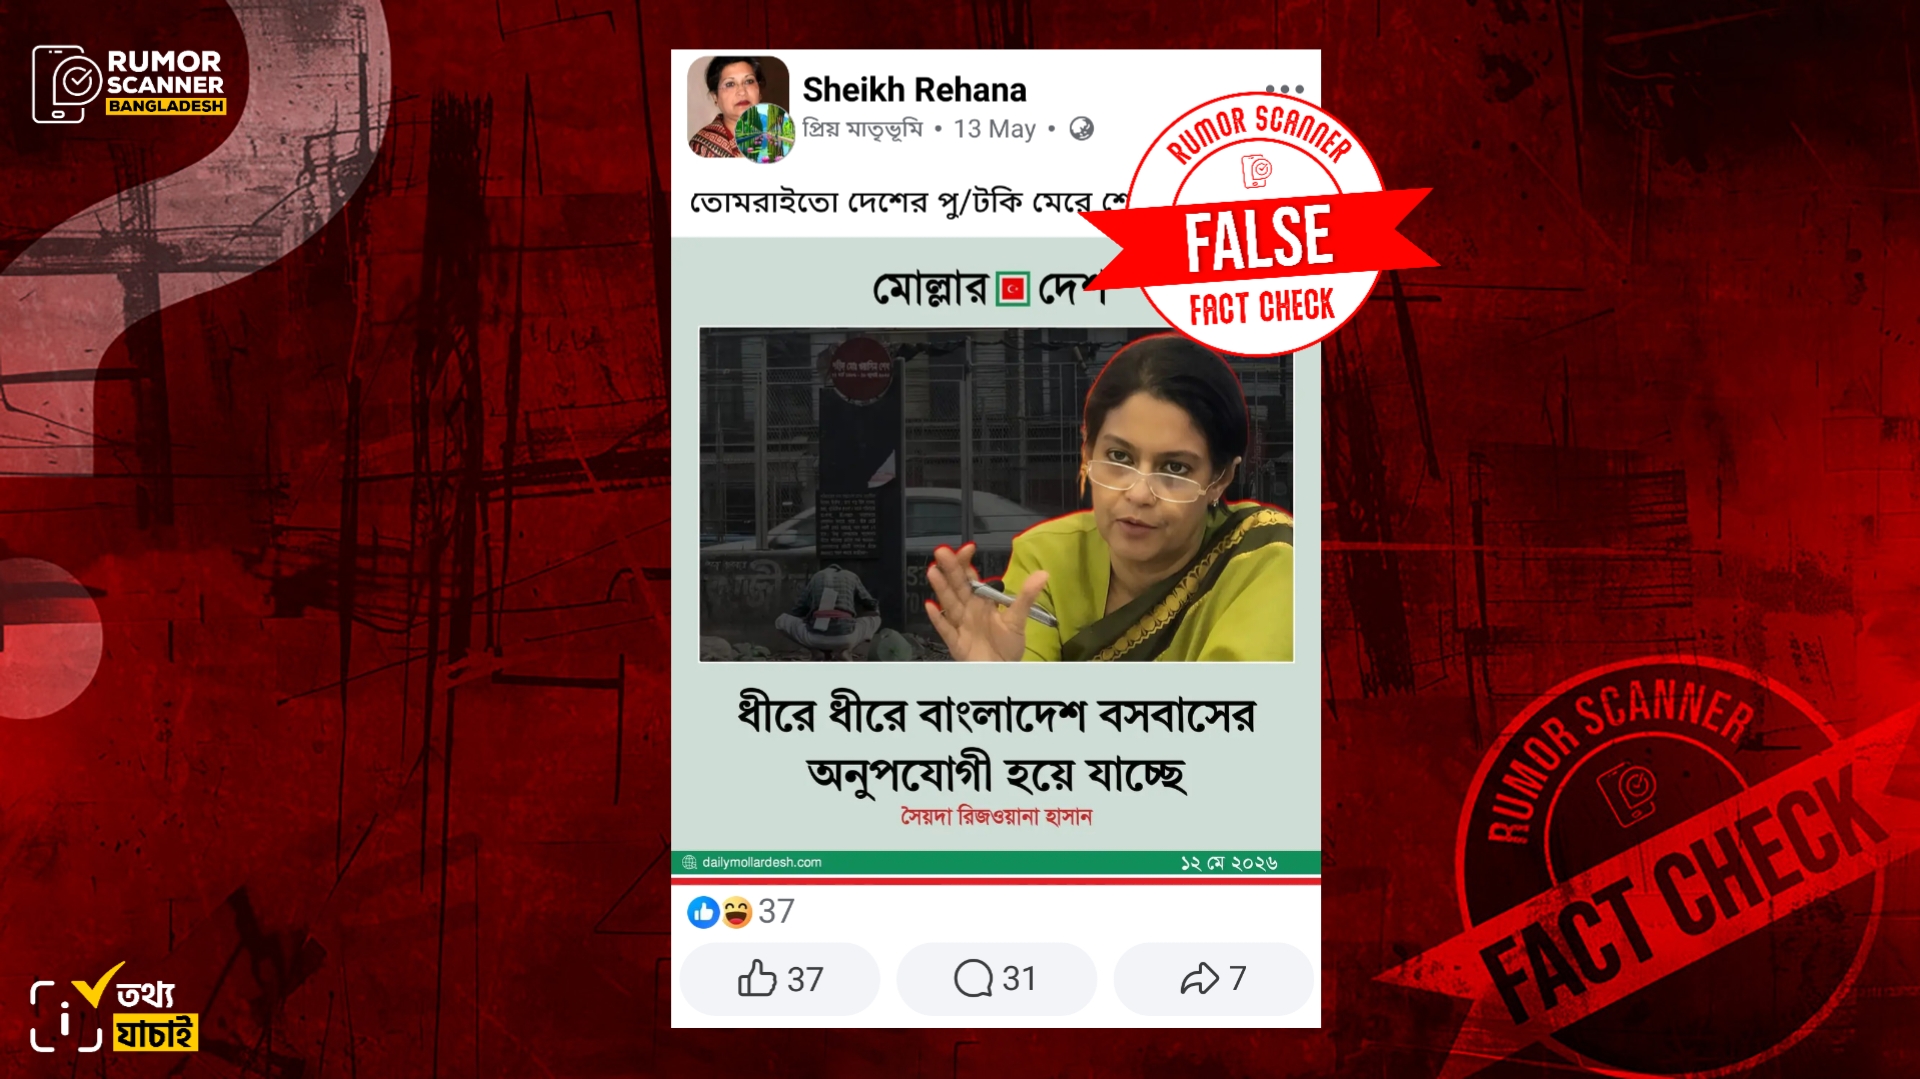 RUMOR
SCANNER
BANGLADESH
Sheikh Rehana
প্রিয় মাতৃভূমি • 13 May •
তোমরাইতো দেশের পু/টকি মেরে
RUMOR SCANNER
FALSE
FACT CHECK
মোল্লার দেশ
ধীরে ধীরে বাংলাদেশ বসবাসের
অনুপযোগী হয়ে যাচ্ছে
সৈয়দা রিজওয়ানা হাসান
dailymollardesh.com
১২ মে ২০২৬
37
37
31
7
RUMOR SCANNER
FACT CHECK
তথ্য
যাচাই